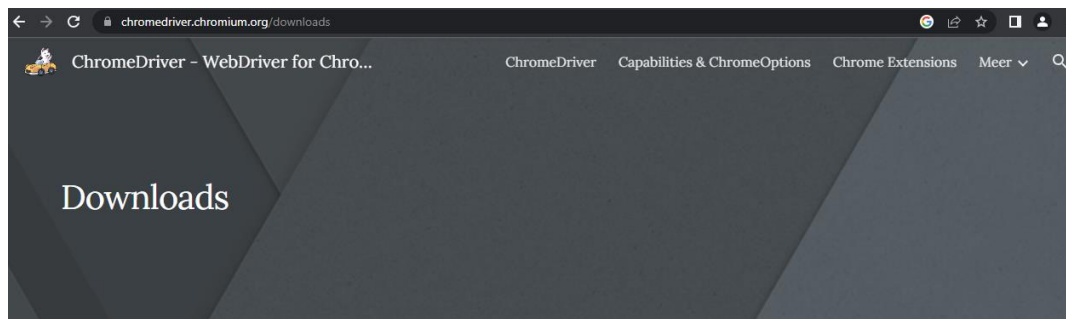 chromedriver.chromium.org/downloads
ChromeDriver - WebDriver for Chro...
ChromeDriver
Capabilities & ChromeOptions
Chrome Extensions
Meer
Downloads